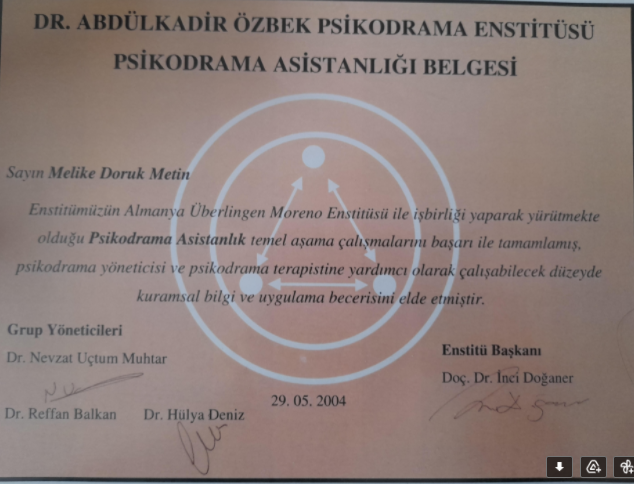 DR. ABDÜLKADİR ÖZBEK PSİKODRAMA ENSTİTÜSÜ
PSİKODRAMA ASİSTANLIĞI BELGESİ
Sayın Melike Doruk Metin
Enstitümüzün Almanya Überlingen Moreno Enstitüsü ile işbirliği yaparak yürütmekte
olduğu Psikodrama Asistanlık temel aşama çalışmalarını başarı ile tamamlamış,
psikodrama yöneticisi ve psikodrama terapistine yardımcı olarak çalışabilecek düzeyde
kuramsal bilgi ve uygulama becerisini elde etmiştir.
Grup Yöneticileri
Dr. Nevzat Uçtum Muhtar
Dr. Reffan Balkan Dr. Hülya Deniz
29. 05. 2004
Enstitü Başkanı
Doç. Dr. İnci Doğaner